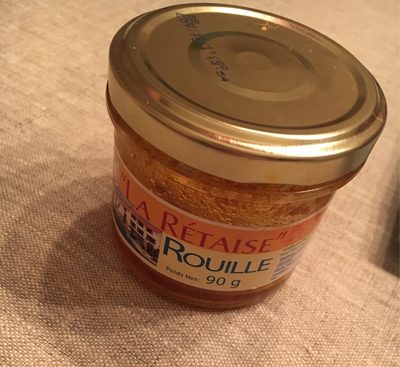 "LA RÉTAISE"
ROUILLE
Poids Net: 90 g